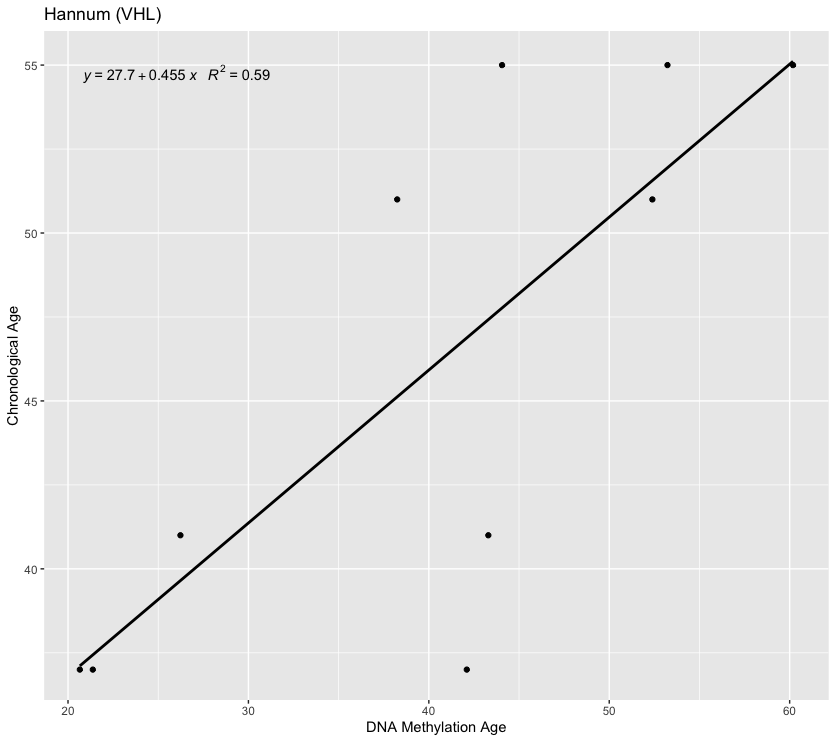 Hannum (VHL)
y = 27.7 + 0.455 x R² = 0.59
55
50
45
40
Chronological Age
20 30 40 50 60
DNA Methylation Age